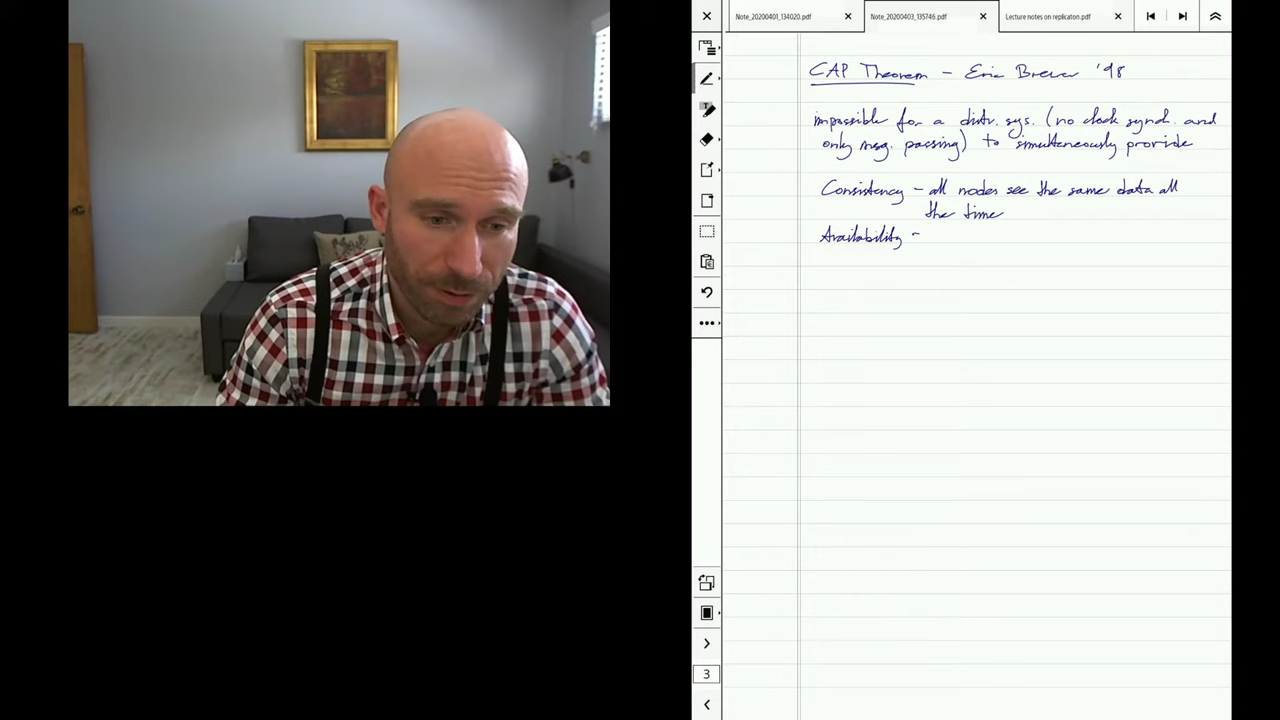 Note_20200401_134020.pdf
Note_20200403_135746.pdf
Lecture notes on replicaton.pdf
CAP Theorem - Eric Brewer '98
impossible for a distr. sys. (no clock synch. and
only msg. passing) to simultaneously provide
Consistency - all nodes see the same data all
the time
Availability -
3